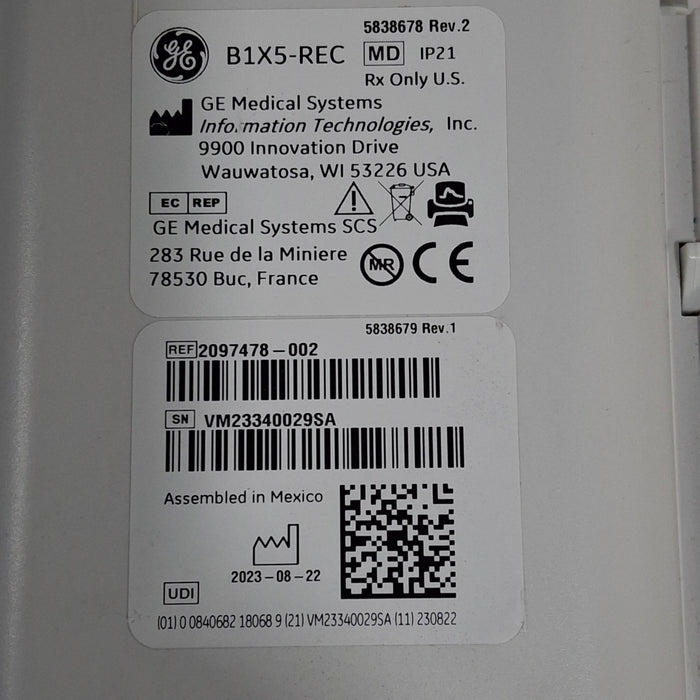 5838678 Rev.2
GE B1X5-REC MD IP21
Rx Only U.S.
GE Medical Systems
Information Technologies, Inc.
9900 Innovation Drive
Wauwatosa, WI 53226 USA
EC REP
GE Medical Systems SCS
283 Rue de la Miniere
78530 Buc, France
MR CE
5838679 Rev.1
REF 2097478-002
SN VM23340029SA
Assembled in Mexico
2023-08-22
UDI
(01) 0 0840682 18068 9 (21) VM23340029SA (11) 230822